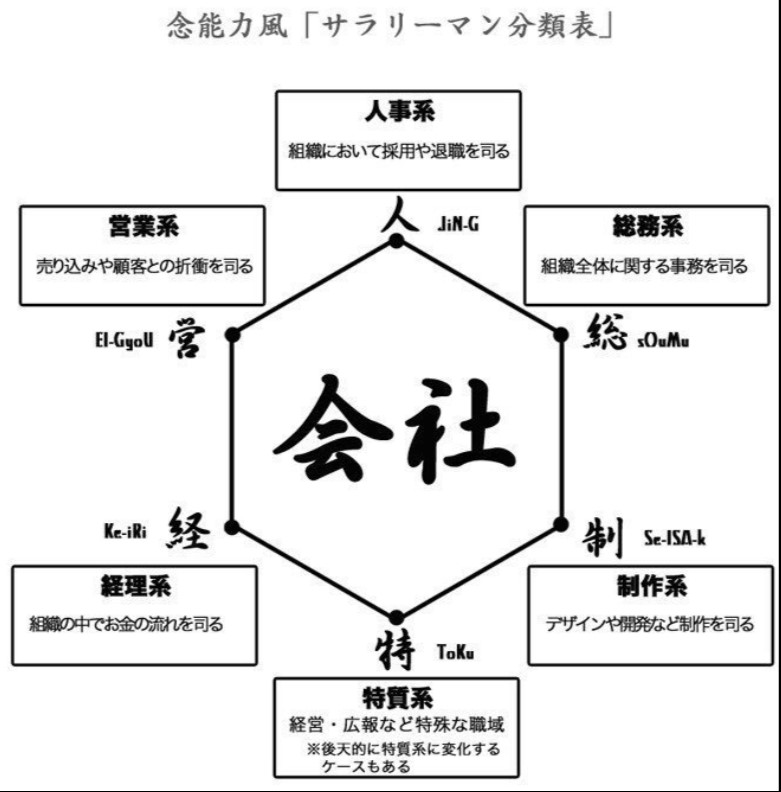 念能力風「サラリーマン分類表」
人事系
組織において採用や退職を司る
人 JiN-G
営業系
売り込みや顧客との折衝を司る
EI-GyoU 営
総務系
組織全体に関する事務を司る
総 sOuMu
会社
Ke-iRi 経
経理系
組織の中でお金の流れを司る
制 Se-ISA-k
制作系
デザインや開発など制作を司る
特 ToKu
特質系
経営・広報など特殊な職域
※後天的に特質系に変化する
ケースもある